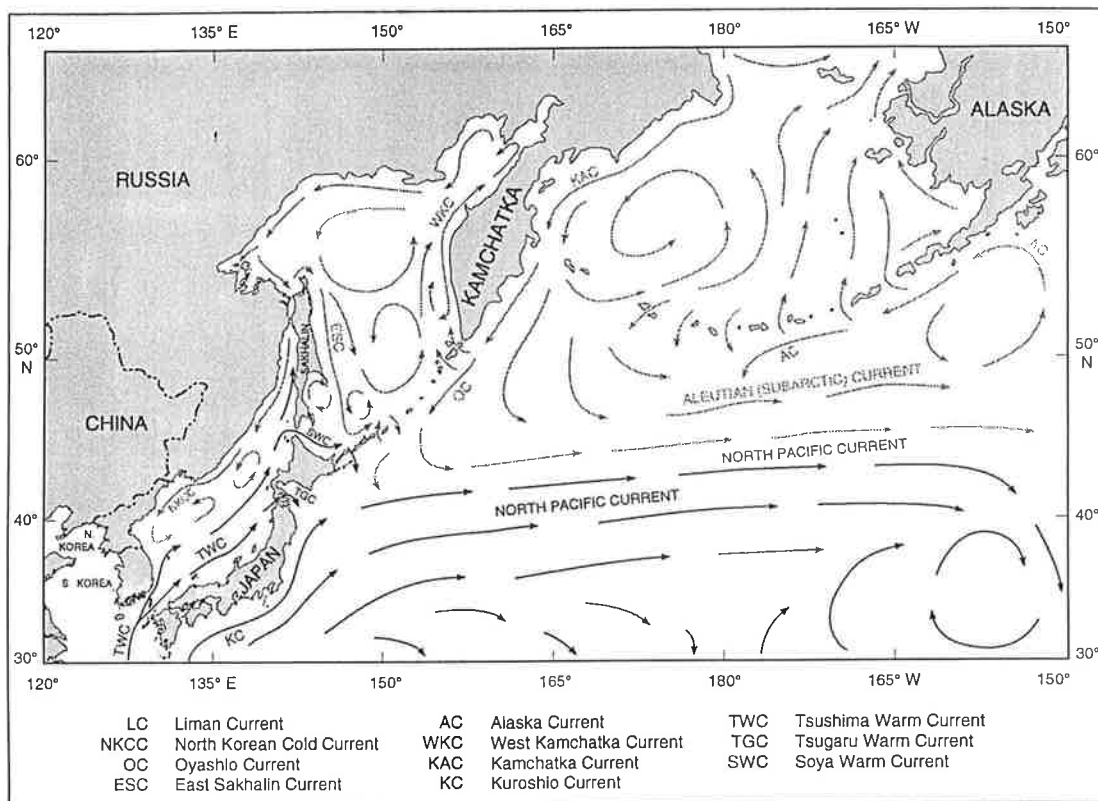 120° 135° E 150° 165° 180° 165° W 150°
ALASKA
60° 60°
RUSSIA
KAC
WKC
KAMCHATKA
AC
SAKHALIN
ESC
50° N 50° N
OC
AC
ALEUTIAN (SUBARCTIC) CURRENT
CHINA
SWC
NORTH PACIFIC CURRENT
TGC
NORTH PACIFIC CURRENT
NKCC
40° 40°
N. KOREA
TWC
JAPAN
S KOREA
TWC
KC
30° 30°
120° 135° E 150° 165° E 180° 165° W 150°
LC Liman Current
NKCC North Korean Cold Current
OC Oyashio Current
ESC East Sakhalin Current
AC Alaska Current
WKC West Kamchatka Current
KAC Kamchatka Current
KC Kuroshio Current
TWC Tsushima Warm Current
TGC Tsugaru Warm Current
SWC Soya Warm Current